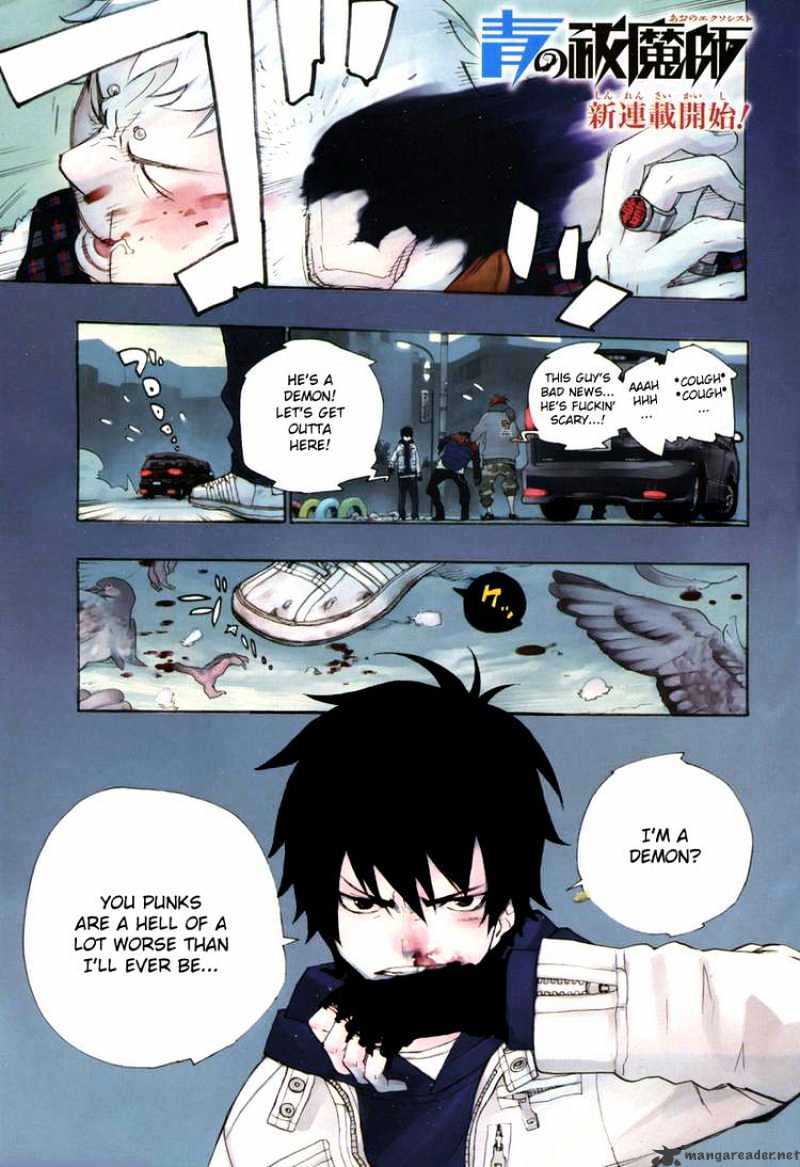 あおのエクソシスト
青の祓魔師
しんれんさいかいし
新連載開始!
*COUGH*
*COUGH*
...
AAAH
HHH
...
THIS GUY'S
BAD NEWS...
HE'S FUCKIN'
SCARY...!
HE'S A
DEMON!
LET'S GET
OUTTA
HERE!
I'M A
DEMON?
YOU PUNKS
ARE A HELL OF A
LOT WORSE THAN
I'LL EVER BE...
mangareader.net